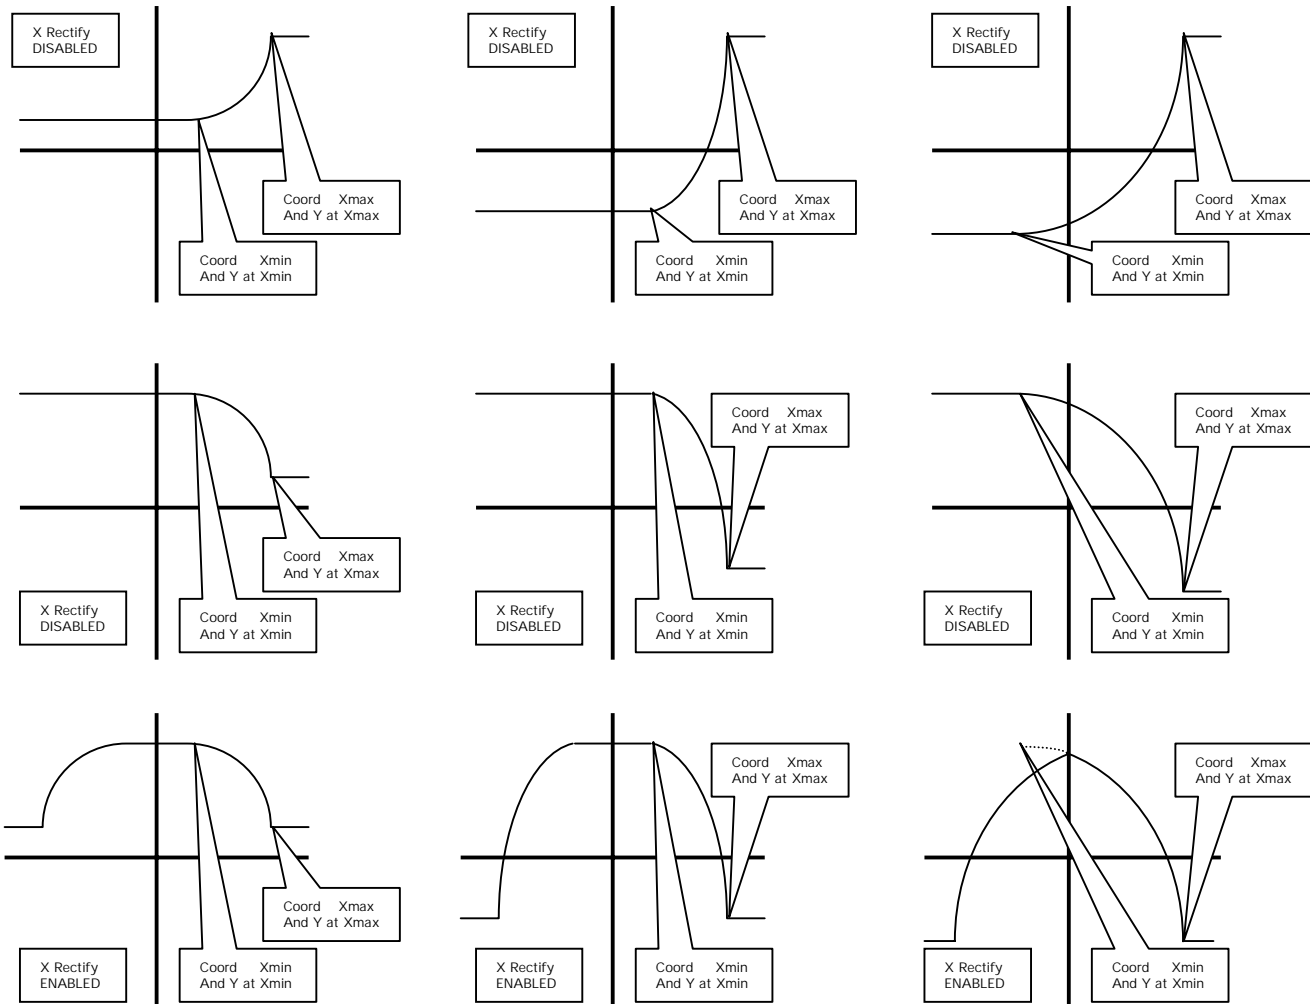 X Rectify
DISABLED
X Rectify
DISABLED
X Rectify
DISABLED
Coord Xmax
And Y at Xmax
Coord Xmax
And Y at Xmax
Coord Xmax
And Y at Xmax
Coord Xmin
And Y at Xmin
Coord Xmin
And Y at Xmin
Coord Xmin
And Y at Xmin
Coord Xmax
And Y at Xmax
Coord Xmax
And Y at Xmax
Coord Xmax
And Y at Xmax
X Rectify
DISABLED
Coord Xmin
And Y at Xmin
X Rectify
DISABLED
Coord Xmin
And Y at Xmin
X Rectify
DISABLED
Coord Xmin
And Y at Xmin
Coord Xmax
And Y at Xmax
Coord Xmax
And Y at Xmax
Coord Xmax
And Y at Xmax
X Rectify
ENABLED
Coord Xmin
And Y at Xmin
X Rectify
ENABLED
Coord Xmin
And Y at Xmin
X Rectify
ENABLED
Coord Xmin
And Y at Xmin